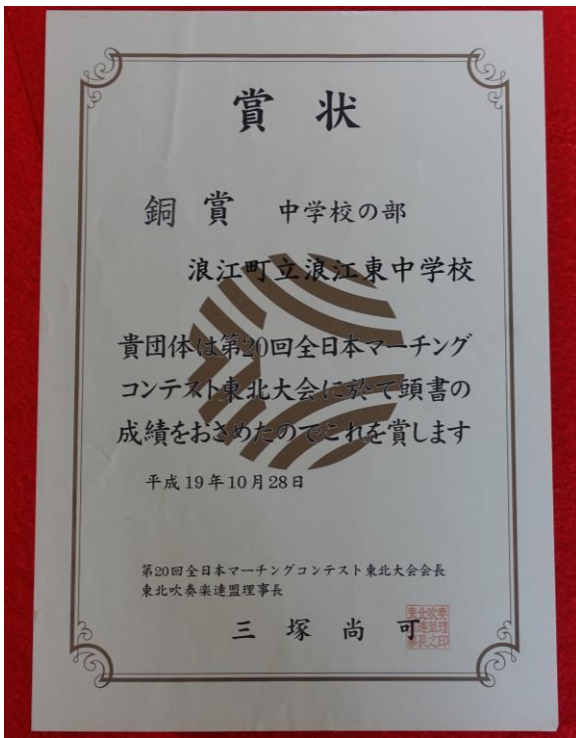 賞状
銅賞 中学校の部
浪江町立浪江東中学校
貴団体は第20回全日本マーチング
コンテスト東北大会に於て頭書の
成績をおさめたのでこれを賞します
平成19年10月28日
第20回全日本マーチングコンテスト東北大会会長
東北吹奏楽連盟理事長
三塚尚可